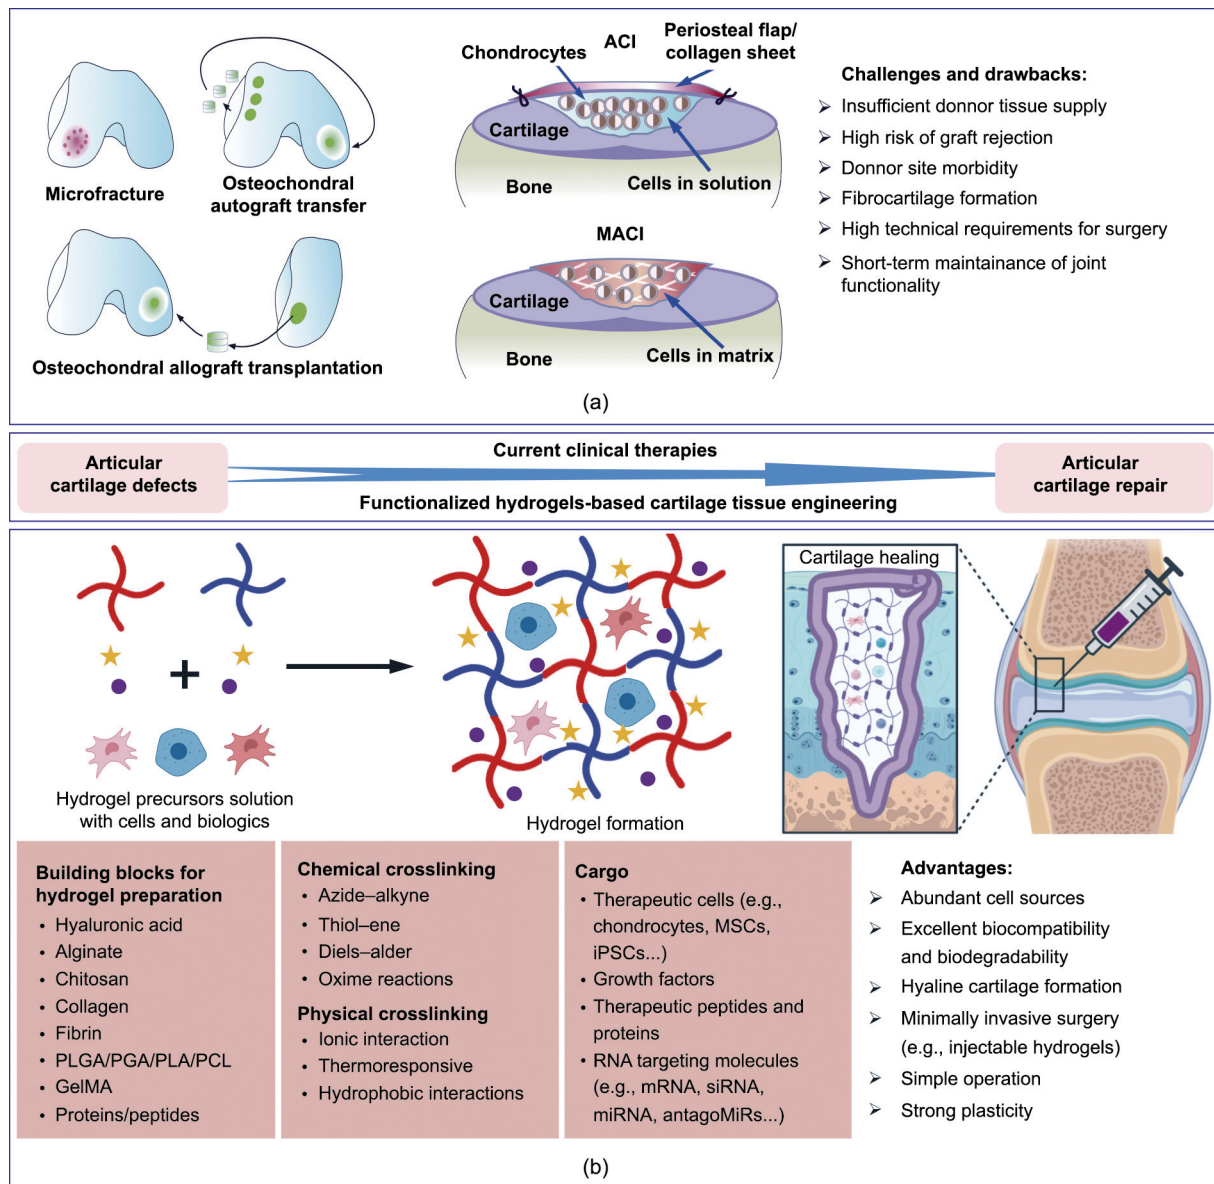 Microfracture
Osteochondral
autograft transfer
Osteochondral allograft transplantation
ACI
Periosteal flap/
collagen sheet
Chondrocytes
Cartilage
Bone
Cells in solution
MACI
Cartilage
Bone
Cells in matrix
Challenges and drawbacks:
➢ Insufficient donnor tissue supply
➢ High risk of graft rejection
➢ Donnor site morbidity
➢ Fibrocartilage formation
➢ High technical requirements for surgery
➢ Short-term maintainance of joint
functionality
(a)
Articular
cartilage defects
Current clinical therapies
Functionalized hydrogels-based cartilage tissue engineering
Articular
cartilage repair
+
Hydrogel precursors solution
with cells and biologics
Hydrogel formation
Cartilage healing
Building blocks for
hydrogel preparation
• Hyaluronic acid
• Alginate
• Chitosan
• Collagen
• Fibrin
• PLGA/PGA/PLA/PCL
• GelMA
• Proteins/peptides
Chemical crosslinking
• Azide–alkyne
• Thiol–ene
• Diels–alder
• Oxime reactions
Physical crosslinking
• Ionic interaction
• Thermoresponsive
• Hydrophobic interactions
Cargo
• Therapeutic cells (e.g.,
chondrocytes, MSCs,
iPSCs...)
• Growth factors
• Therapeutic peptides and
proteins
• RNA targeting molecules
(e.g., mRNA, siRNA,
miRNA, antagoMiRs...)
Advantages:
➢ Abundant cell sources
➢ Excellent biocompatibility
and biodegradability
➢ Hyaline cartilage formation
➢ Minimally invasive surgery
(e.g., injectable hydrogels)
➢ Simple operation
➢ Strong plasticity
(b)